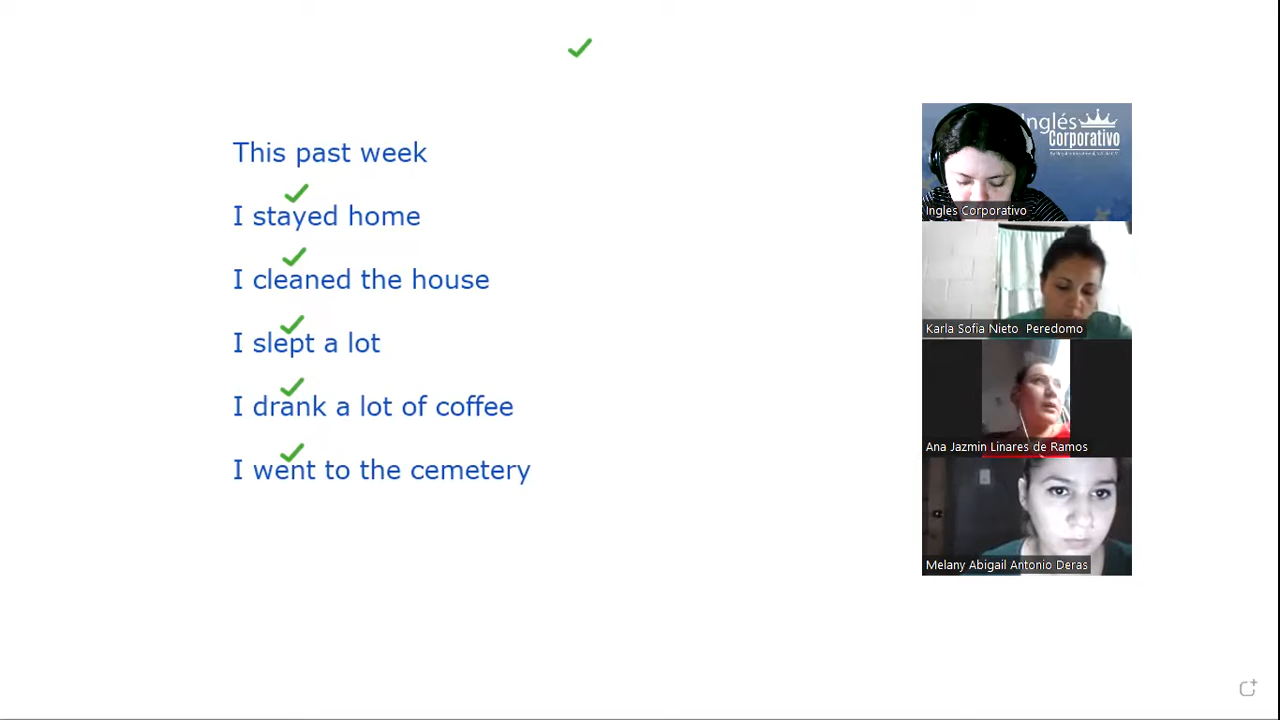 This past week
I stayed home
I cleaned the house
I slept a lot
I drank a lot of coffee
I went to the cemetery
Inglés
Corporativo
Ingles Corporativo
Karla Sofia Nieto Peredomo
Ana Jazmin Linares de Ramos
Melany Abigail Antonio Deras